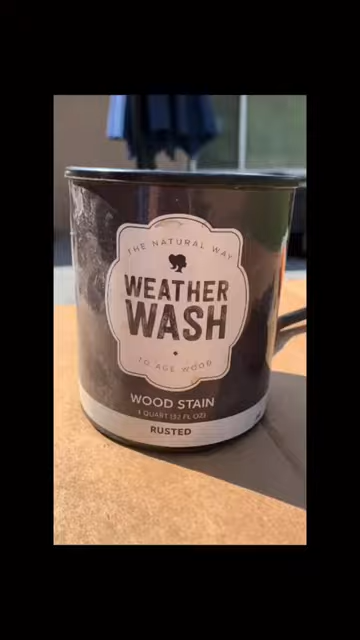 THE NATURAL WAY
WEATHER
WASH
TO AGE WOOD
WOOD STAIN
1 QUART (32 FL OZ)
RUSTED